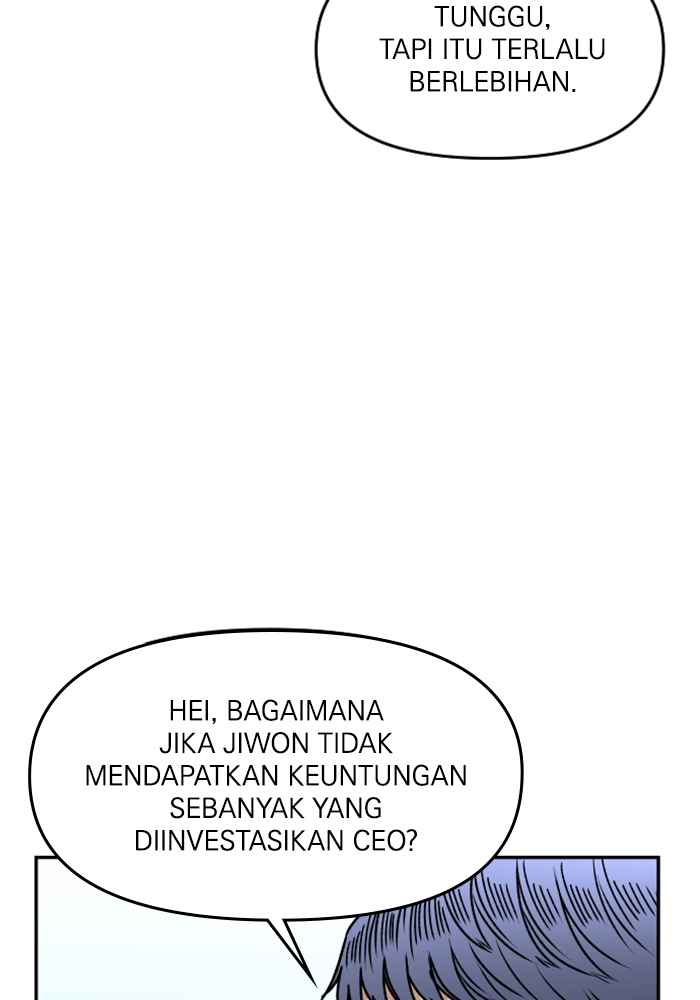 TUNGGU,
TAPI ITU TERLALU
BERLEBIHAN.
HEI, BAGAIMANA
JIKA JIWON TIDAK
MENDAPATKAN KEUNTUNGAN
SEBANYAK YANG
DIINVESTASIKAN CEO?